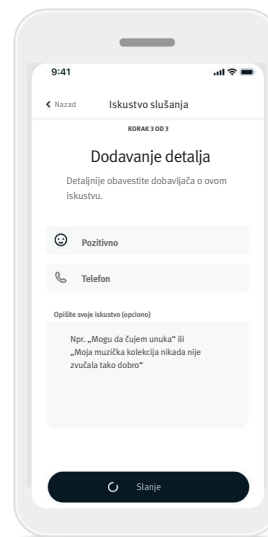 9:41
Nazad
Iskustvo slušanja
KORAK 3 OD 3
Dodavanje detalja
Detaljnije obavestite dobavljača o ovom
iskustvu.
Pozitivno
Telefon
Opišite svoje iskustvo (opciono)
Npr. „Mogu da čujem unuka“ ili
„Moja muzička kolekcija nikada nije
zvučala tako dobro“
Slanje